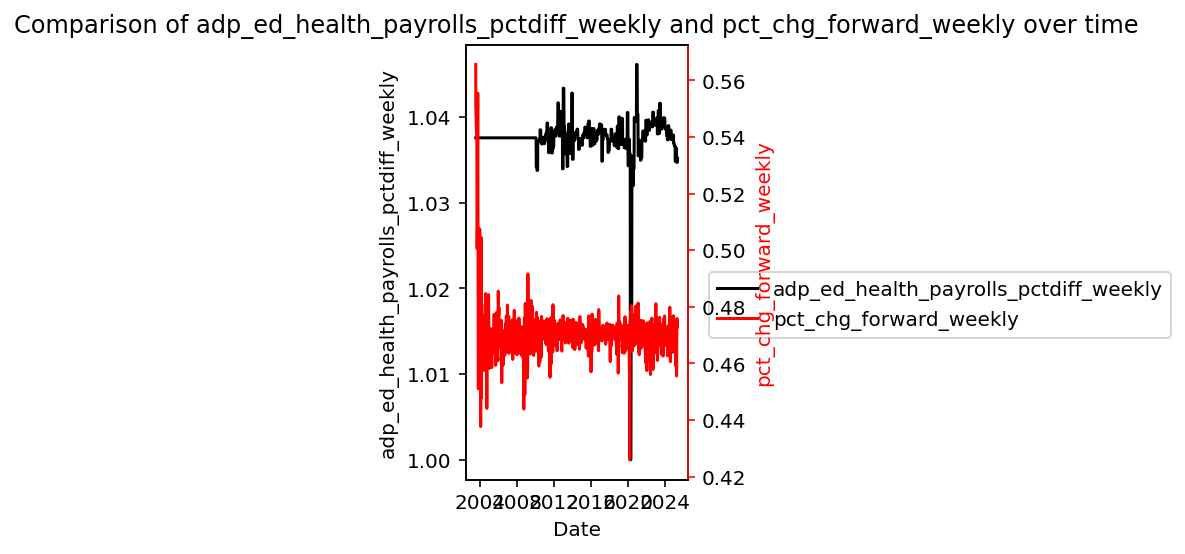 Comparison of adp_ed_health_payrolls_pctdiff_weekly and pct_chg_forward_weekly over time
adp_ed_health_payrolls_pctdiff_weekly
1.04
1.03
1.02
1.01
1.00
0.56
0.54
0.52
0.50
0.48
0.46
0.44
0.42
pct_chg_forward_weekly
adp_ed_health_payrolls_pctdiff_weekly
pct_chg_forward_weekly
2004 2008 2012 2016 2020 2024
Date